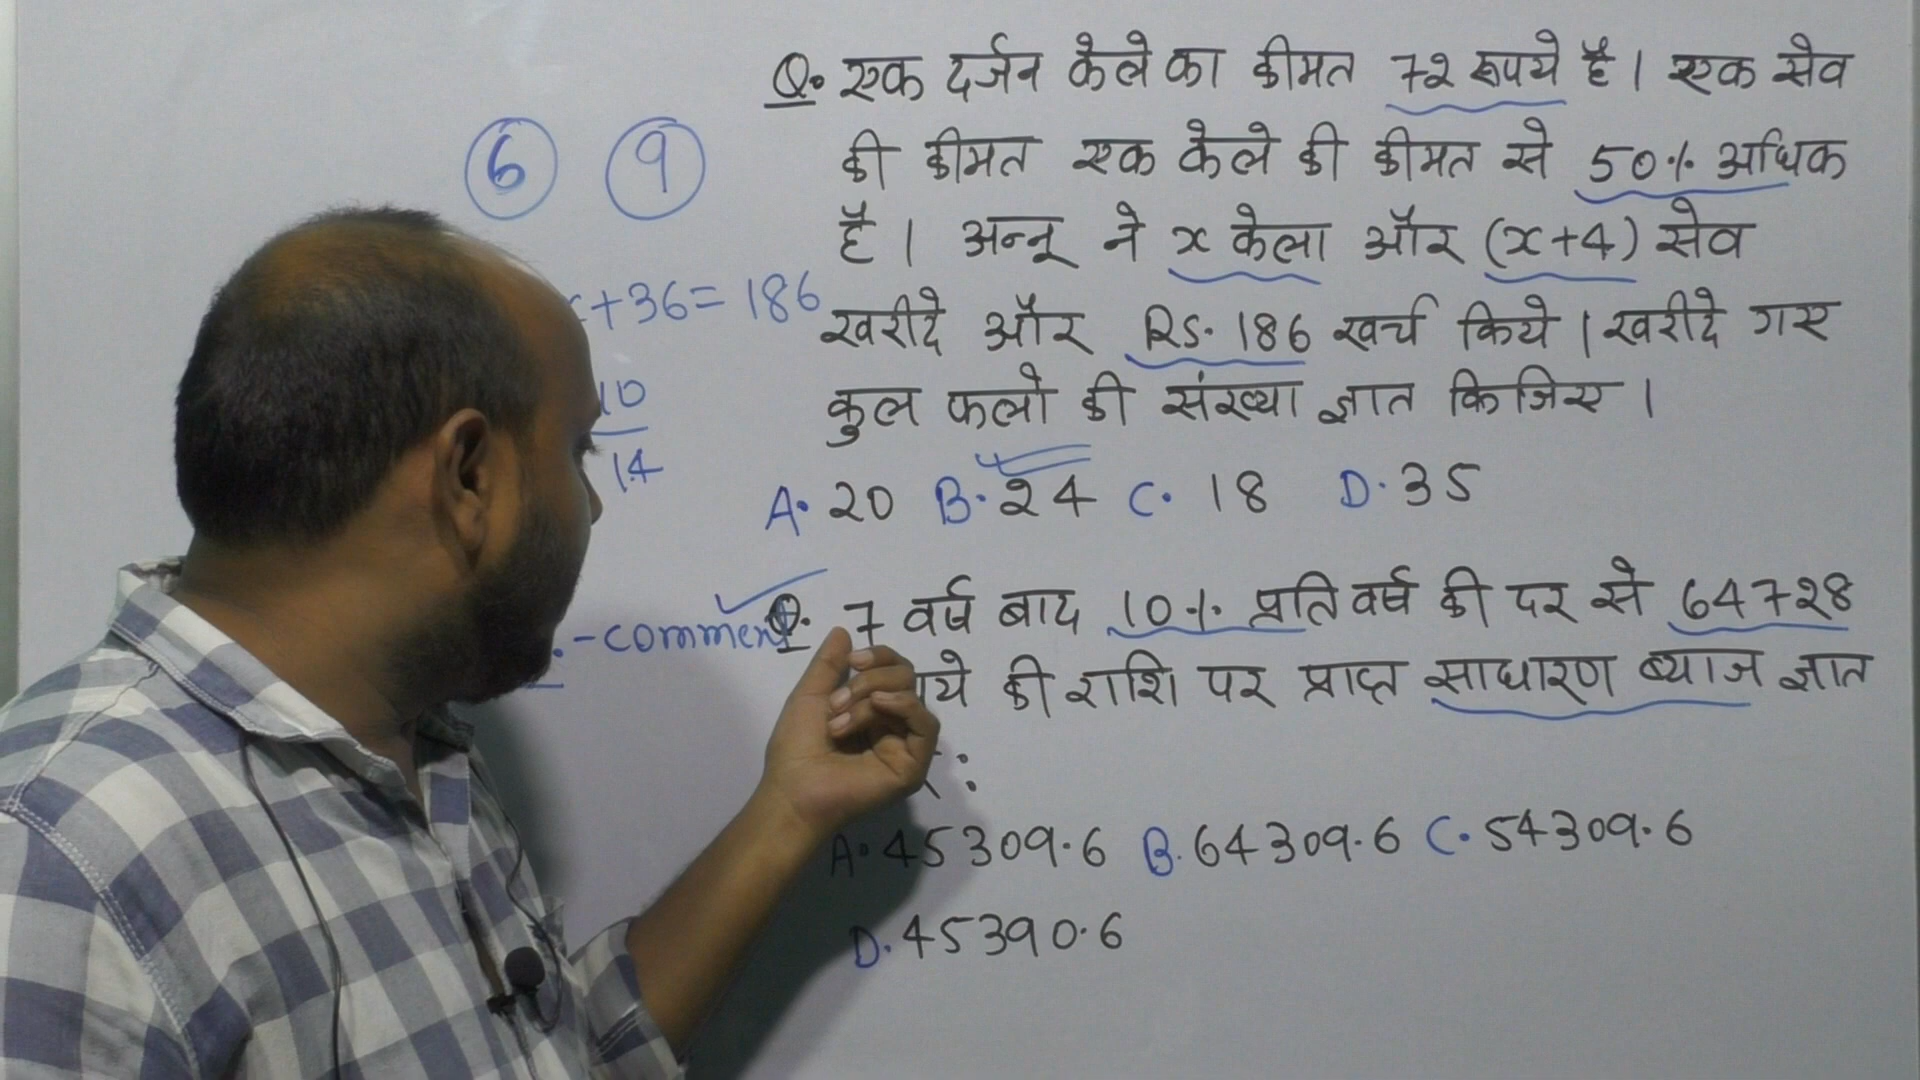 Q. एक दर्जन केले का कीमत 72 रूपये है। एक सेव
की कीमत एक केले की कीमत से 50% अधिक
है। अन्नू ने x केला और (x+4) सेव
खरीदे और RS. 186 खर्च किये। खरीदे गए
कुल फलो की संख्या ज्ञात किजिए।
A. 20 B. 24 C. 18 D. 35
Q. 7 वर्ष बाद 10% प्रति वर्ष की दर से 64728
की राशि पर प्राप्त साधारण ब्याज ज्ञात
A. 45309.6 B. 64309.6 C. 54309.6
D. 45390.6
6 9
+36=186
10
14
-comment